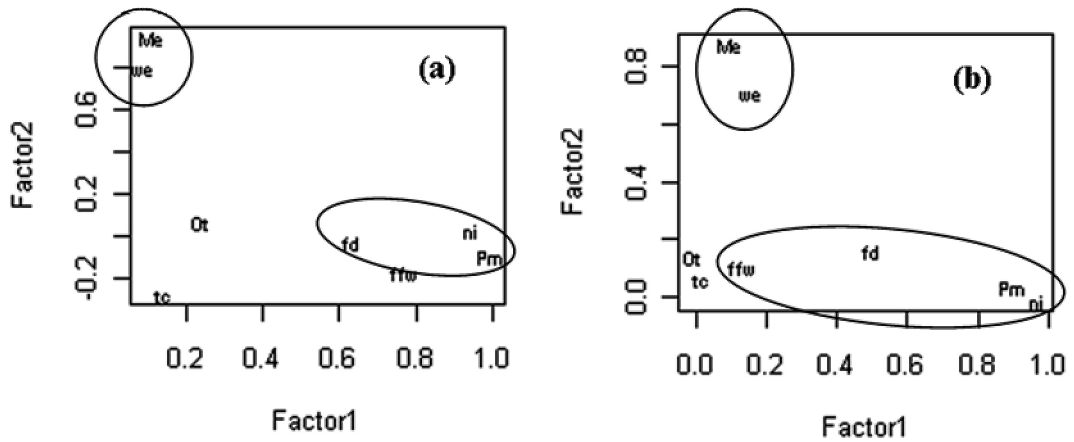 Me
we
(a)
Factor2
0.6
0.2
-0.2
Ot
fd
ni
Pm
ffw
tc
0.2 0.4 0.6 0.8 1.0
Factor1
Me
we
(b)
Factor2
0.8
0.4
0.0
Ot
tc
ffw
fd
Pm
ni
0.0 0.2 0.4 0.6 0.8 1.0
Factor1